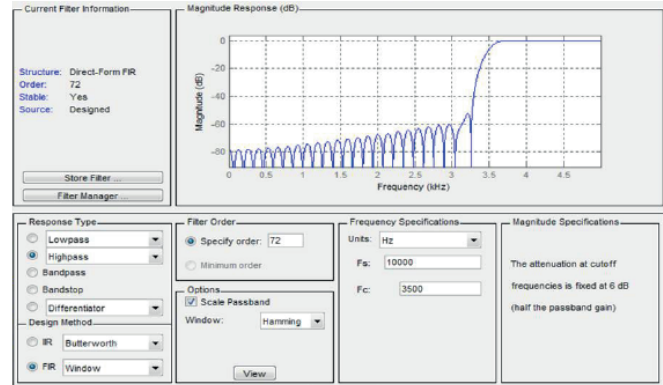 Current Filter Information
Structure: Direct-Form FIR
Order: 72
Stable: Yes
Source: Designed
Store Filter ...
Filter Manager ...
Magnitude Response (dB)
Magnitude (dB)
0
-20
-40
-60
-80
0 0.5 1 1.5 2 2.5 3 3.5 4 4.5
Frequency (kHz)
Response Type
Lowpass
Highpass
Bandpass
Bandstop
Differentiator
Design Method
IIR Butterworth
FIR Window
Filter Order
Specify order: 72
Minimum order
Options
Scale Passband
Window: Hamming
View
Frequency Specifications
Units: Hz
Fs: 10000
Fc: 3500
Magnitude Specifications
The attenuation at cutoff
frequencies is fixed at 6 dB
(half the passband gain)